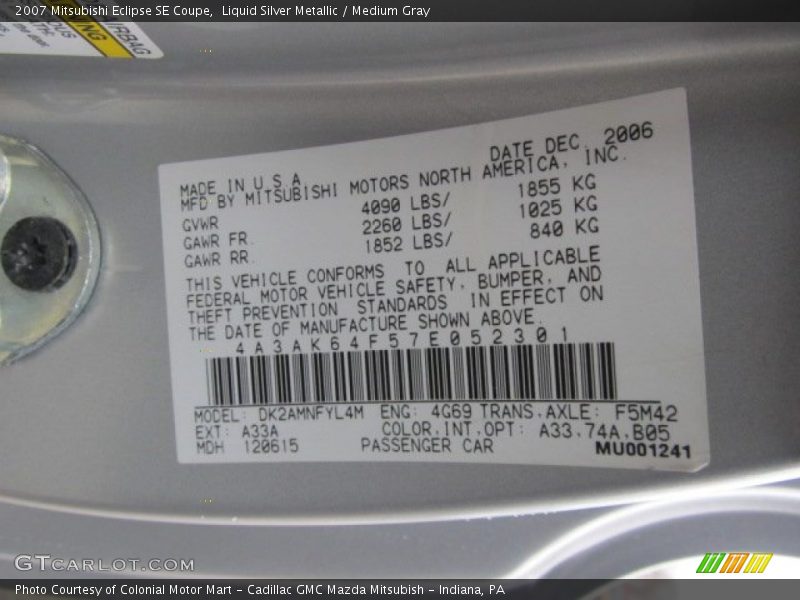 2007 Mitsubishi Eclipse SE Coupe,  Liquid Silver Metallic / Medium Gray
AIRBAG
DATE DEC. 2006
MADE IN U.S.A
MFD BY MITSUBISHI MOTORS NORTH AMERICA, INC.
GVWR 4090 LBS/ 1855 KG
GAWR FR. 2260 LBS/ 1025 KG
GAWR RR. 1852 LBS/ 840 KG
THIS VEHICLE CONFORMS TO ALL APPLICABLE
FEDERAL MOTOR VEHICLE SAFETY, BUMPER, AND
THEFT PREVENTION STANDARDS IN EFFECT ON
THE DATE OF MANUFACTURE SHOWN ABOVE.
4A3AK64F57E052301
MODEL: DK2AMNFYL4M ENG: 4G69 TRANS.AXLE: F5M42
EXT: A33A COLOR.INT.OPT: A33.74A.B05
MDH 120615 PASSENGER CAR MU001241
GTCARLOT.COM
Photo Courtesy of Colonial Motor Mart - Cadillac GMC Mazda Mitsubish - Indiana, PA